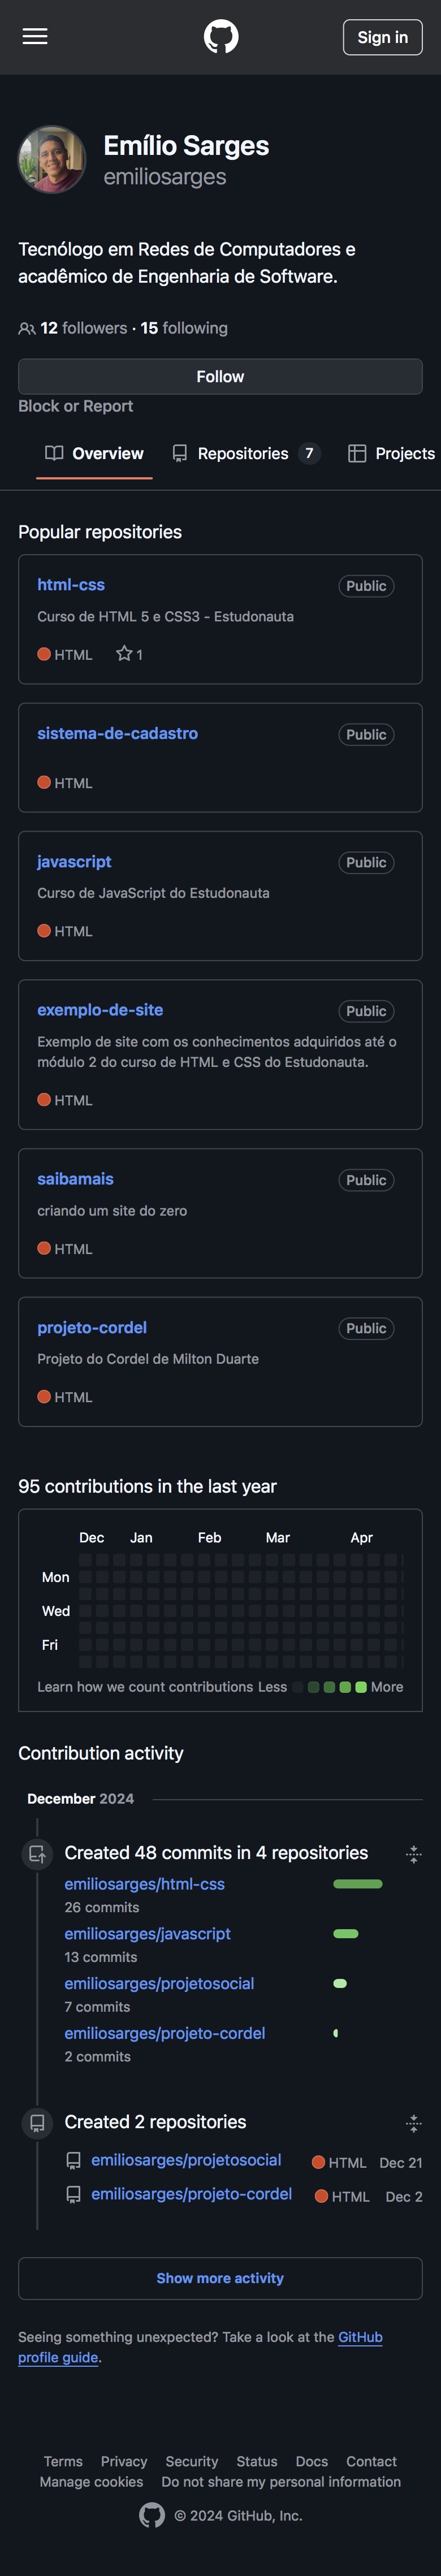 Sign in
Emílio Sarges
emiliosarges
Tecnólogo em Redes de Computadores e
acadêmico de Engenharia de Software.
12 followers · 15 following
Follow
Block or Report
Overview Repositories 7 Projects
Popular repositories
html-css Public
Curso de HTML 5 e CSS3 - Estudonauta
HTML 1
sistema-de-cadastro Public
HTML
javascript Public
Curso de JavaScript do Estudonauta
HTML
exemplo-de-site Public
Exemplo de site com os conhecimentos adquiridos até o
módulo 2 do curso de HTML e CSS do Estudonauta.
HTML
saibamais Public
criando um site do zero
HTML
projeto-cordel Public
Projeto do Cordel de Milton Duarte
HTML
95 contributions in the last year
Dec Jan Feb Mar Apr
Mon
Wed
Fri
Learn how we count contributions Less More
Contribution activity
December 2024
Created 48 commits in 4 repositories
emiliosarges/html-css
26 commits
emiliosarges/javascript
13 commits
emiliosarges/projetosocial
7 commits
emiliosarges/projeto-cordel
2 commits
Created 2 repositories
emiliosarges/projetosocial HTML Dec 21
emiliosarges/projeto-cordel HTML Dec 2
Show more activity
Seeing something unexpected? Take a look at the GitHub
profile guide.
Terms Privacy Security Status Docs Contact
Manage cookies Do not share my personal information
© 2024 GitHub, Inc.